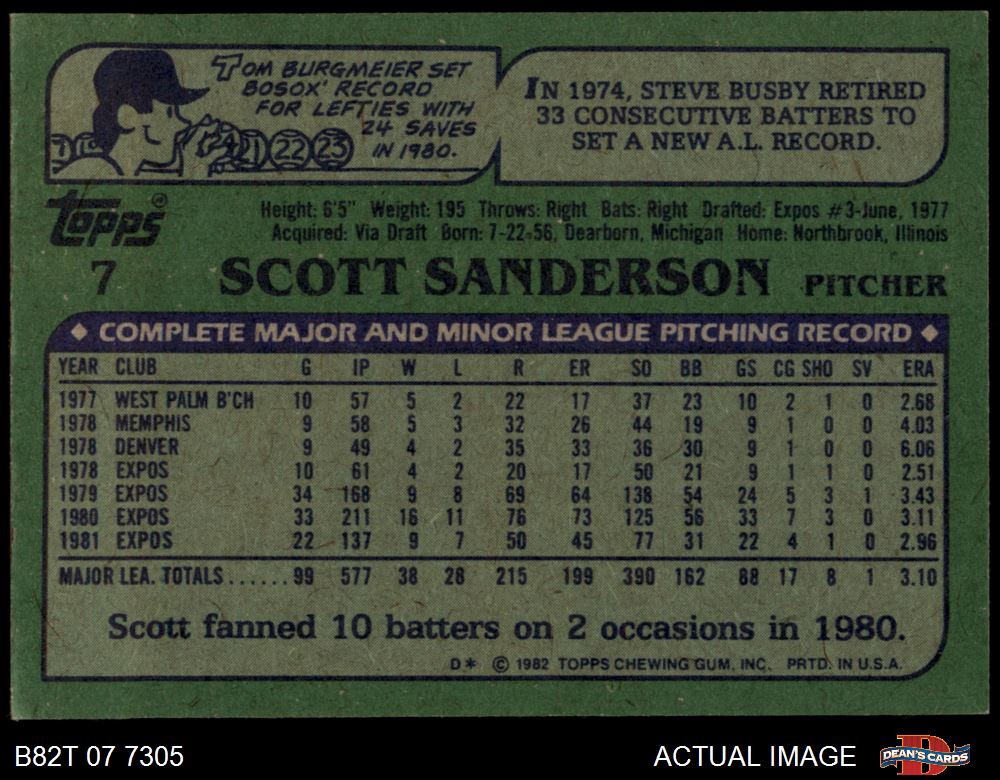 TOM BURGMEIER SET
BOSOX' RECORD
FOR LEFTIES WITH
24 SAVES
IN 1980.
21 22 23
IN 1974, STEVE BUSBY RETIRED
33 CONSECUTIVE BATTERS TO
SET A NEW A.L. RECORD.
topps®
Height: 6'5" Weight: 195 Throws: Right Bats: Right Drafted: Expos #3-June, 1977
Acquired: Via Draft Born: 7-22-56, Dearborn, Michigan Home: Northbrook, Illinois
7 SCOTT SANDERSON PITCHER
◆ COMPLETE MAJOR AND MINOR LEAGUE PITCHING RECORD ◆
YEAR CLUB G IP W L R ER SO BB GS CG SHO SV ERA
1977 WEST PALM B'CH 10 57 5 2 22 17 37 23 10 2 1 0 2.68
1978 MEMPHIS 9 58 5 3 32 26 44 19 9 1 0 0 4.03
1978 DENVER 9 49 4 2 35 33 36 30 9 1 0 0 6.06
1978 EXPOS 10 61 4 2 20 17 50 21 9 1 1 0 2.51
1979 EXPOS 34 168 9 8 69 64 138 54 24 5 3 1 3.43
1980 EXPOS 33 211 16 11 76 73 125 56 33 7 3 0 3.11
1981 EXPOS 22 137 9 7 50 45 77 31 22 4 1 0 2.96
MAJOR LEA. TOTALS......99 577 38 28 215 199 390 162 88 17 8 1 3.10
Scott fanned 10 batters on 2 occasions in 1980.
D* © 1982 TOPPS CHEWING GUM, INC. PRTD. IN U.S.A.
B82T 07 7305 ACTUAL IMAGE DEAN'S CARDS